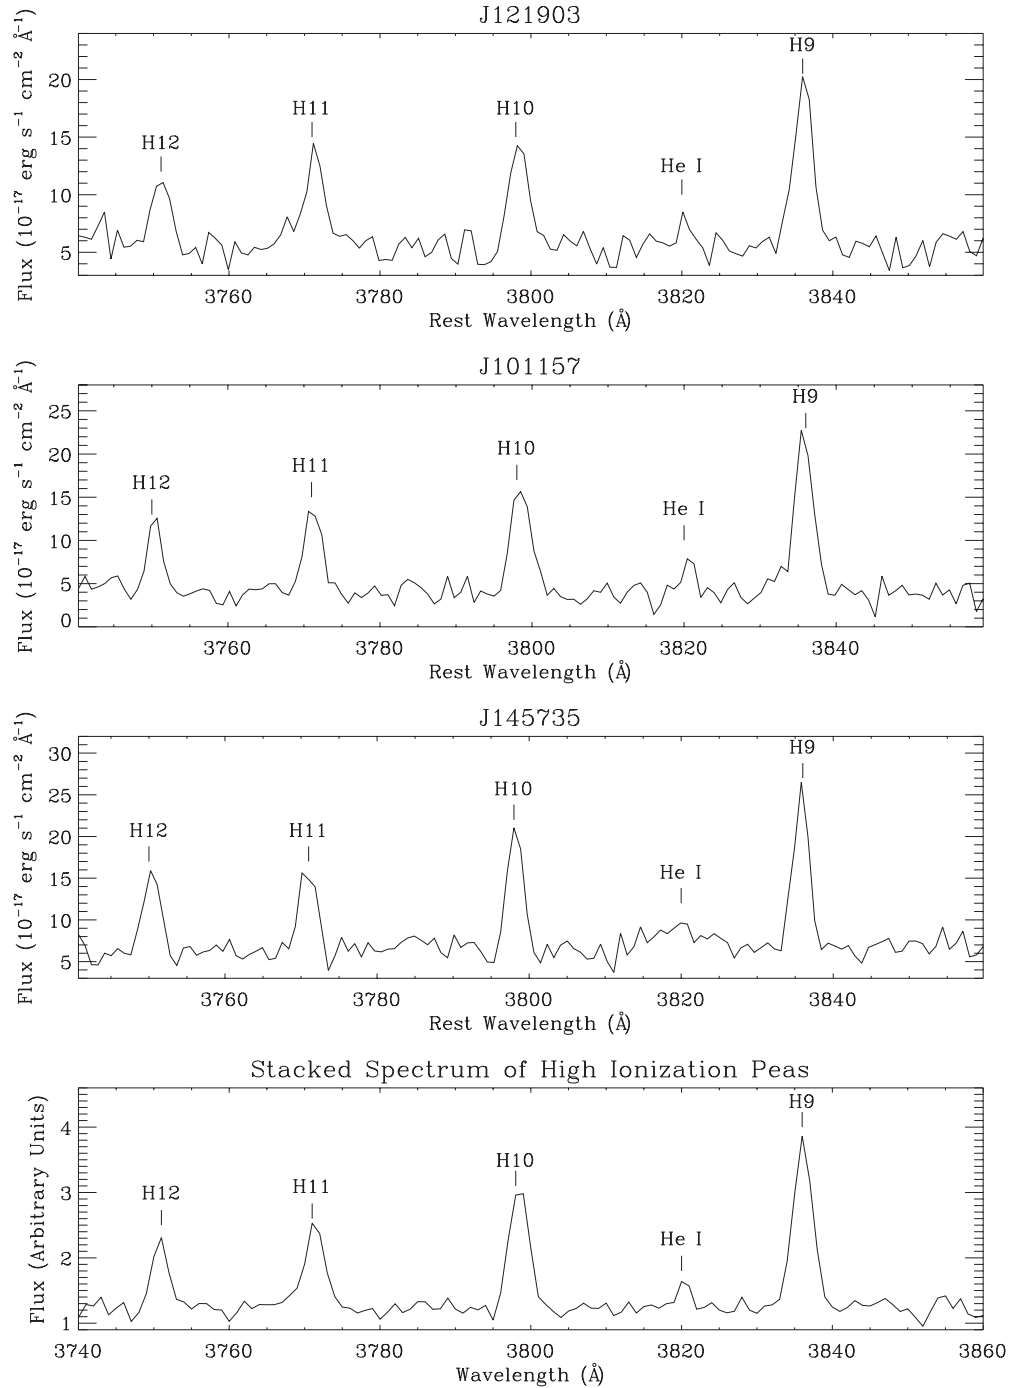 J121903
Flux (10⁻¹⁷ erg s⁻¹ cm⁻² Å⁻¹)
20
15
10
5
H12
H11
H10
He I
H9
3760 3780 3800 3820 3840
Rest Wavelength (Å)
J101157
Flux (10⁻¹⁷ erg s⁻¹ cm⁻² Å⁻¹)
25
20
15
10
5
0
H12
H11
H10
He I
H9
3760 3780 3800 3820 3840
Rest Wavelength (Å)
J145735
Flux (10⁻¹⁷ erg s⁻¹ cm⁻² Å⁻¹)
30
25
20
15
10
5
H12
H11
H10
He I
H9
3760 3780 3800 3820 3840
Rest Wavelength (Å)
Stacked Spectrum of High Ionization Peas
Flux (Arbitrary Units)
4
3
2
1
H12
H11
H10
He I
H9
3740 3760 3780 3800 3820 3840 3860
Wavelength (Å)